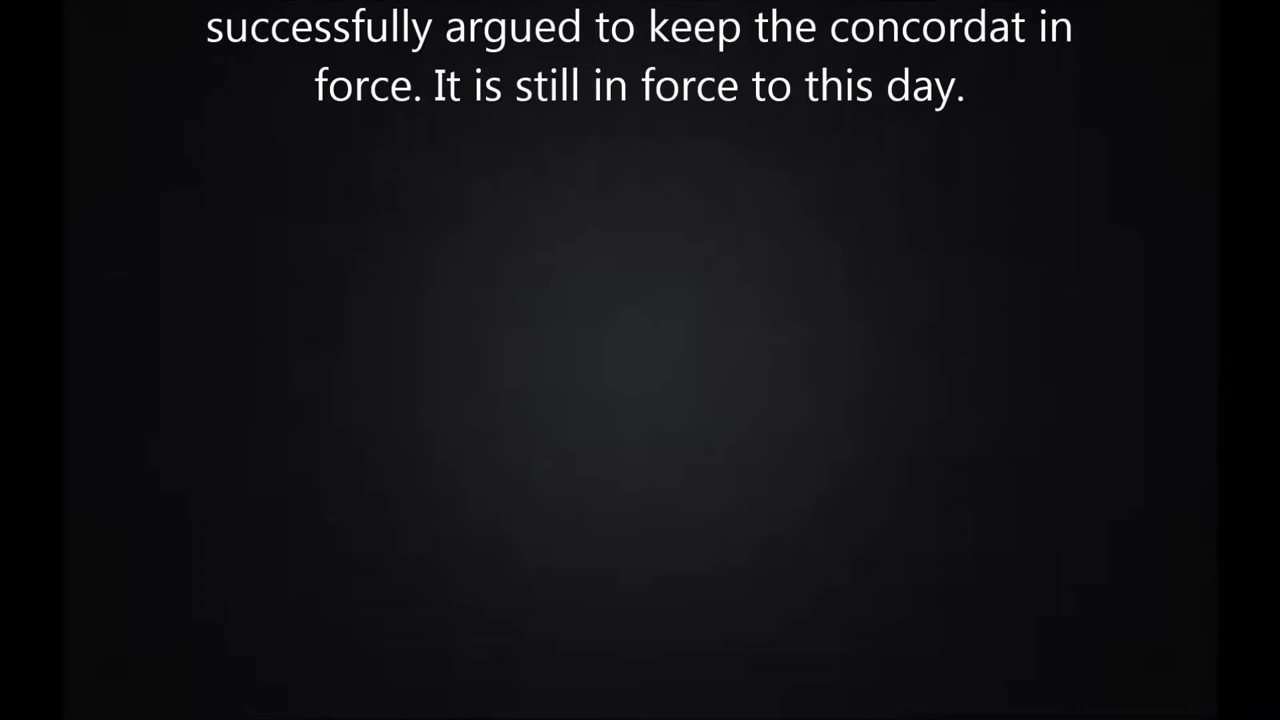 successfully argued to keep the concordat in
force. It is still in force to this day.